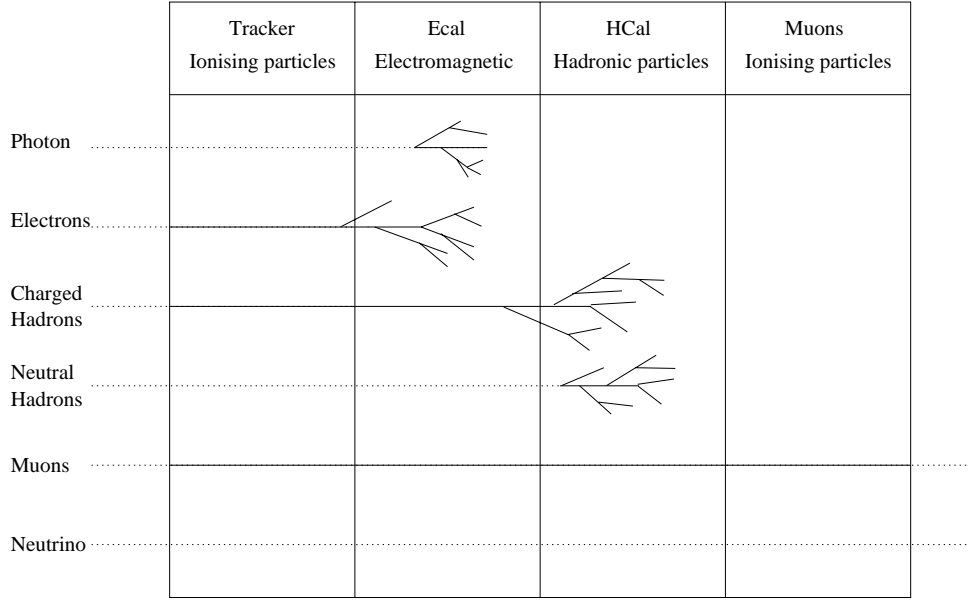 Tracker
Ionising particles
Ecal
Electromagnetic
HCal
Hadronic particles
Muons
Ionising particles
Photon
Electrons
Charged
Hadrons
Neutral
Hadrons
Muons
Neutrino